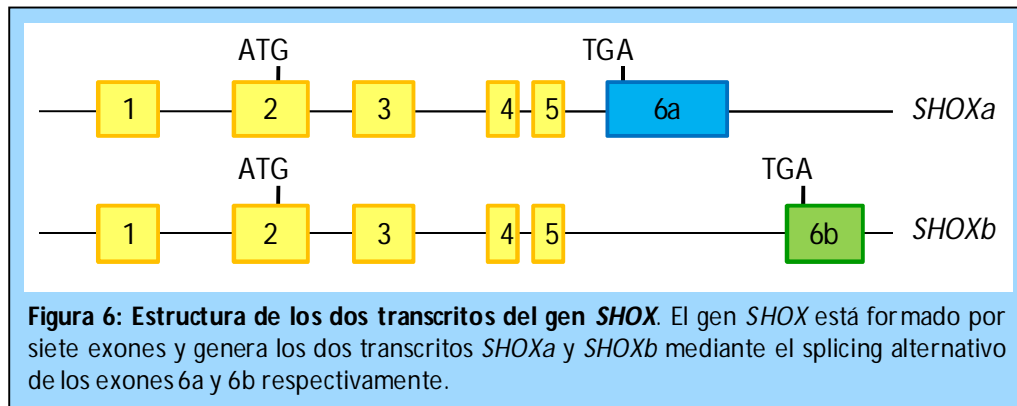 ATG TGA
1 2 3 4 5 6a SHOXa
ATG TGA
1 2 3 4 5 6b SHOXb
Figura 6: Estructura de los dos transcritos del gen SHOX. El gen SHOX está formado por
siete exones y genera los dos transcritos SHOXa y SHOXb mediante el splicing alternativo
de los exones 6a y 6b respectivamente.